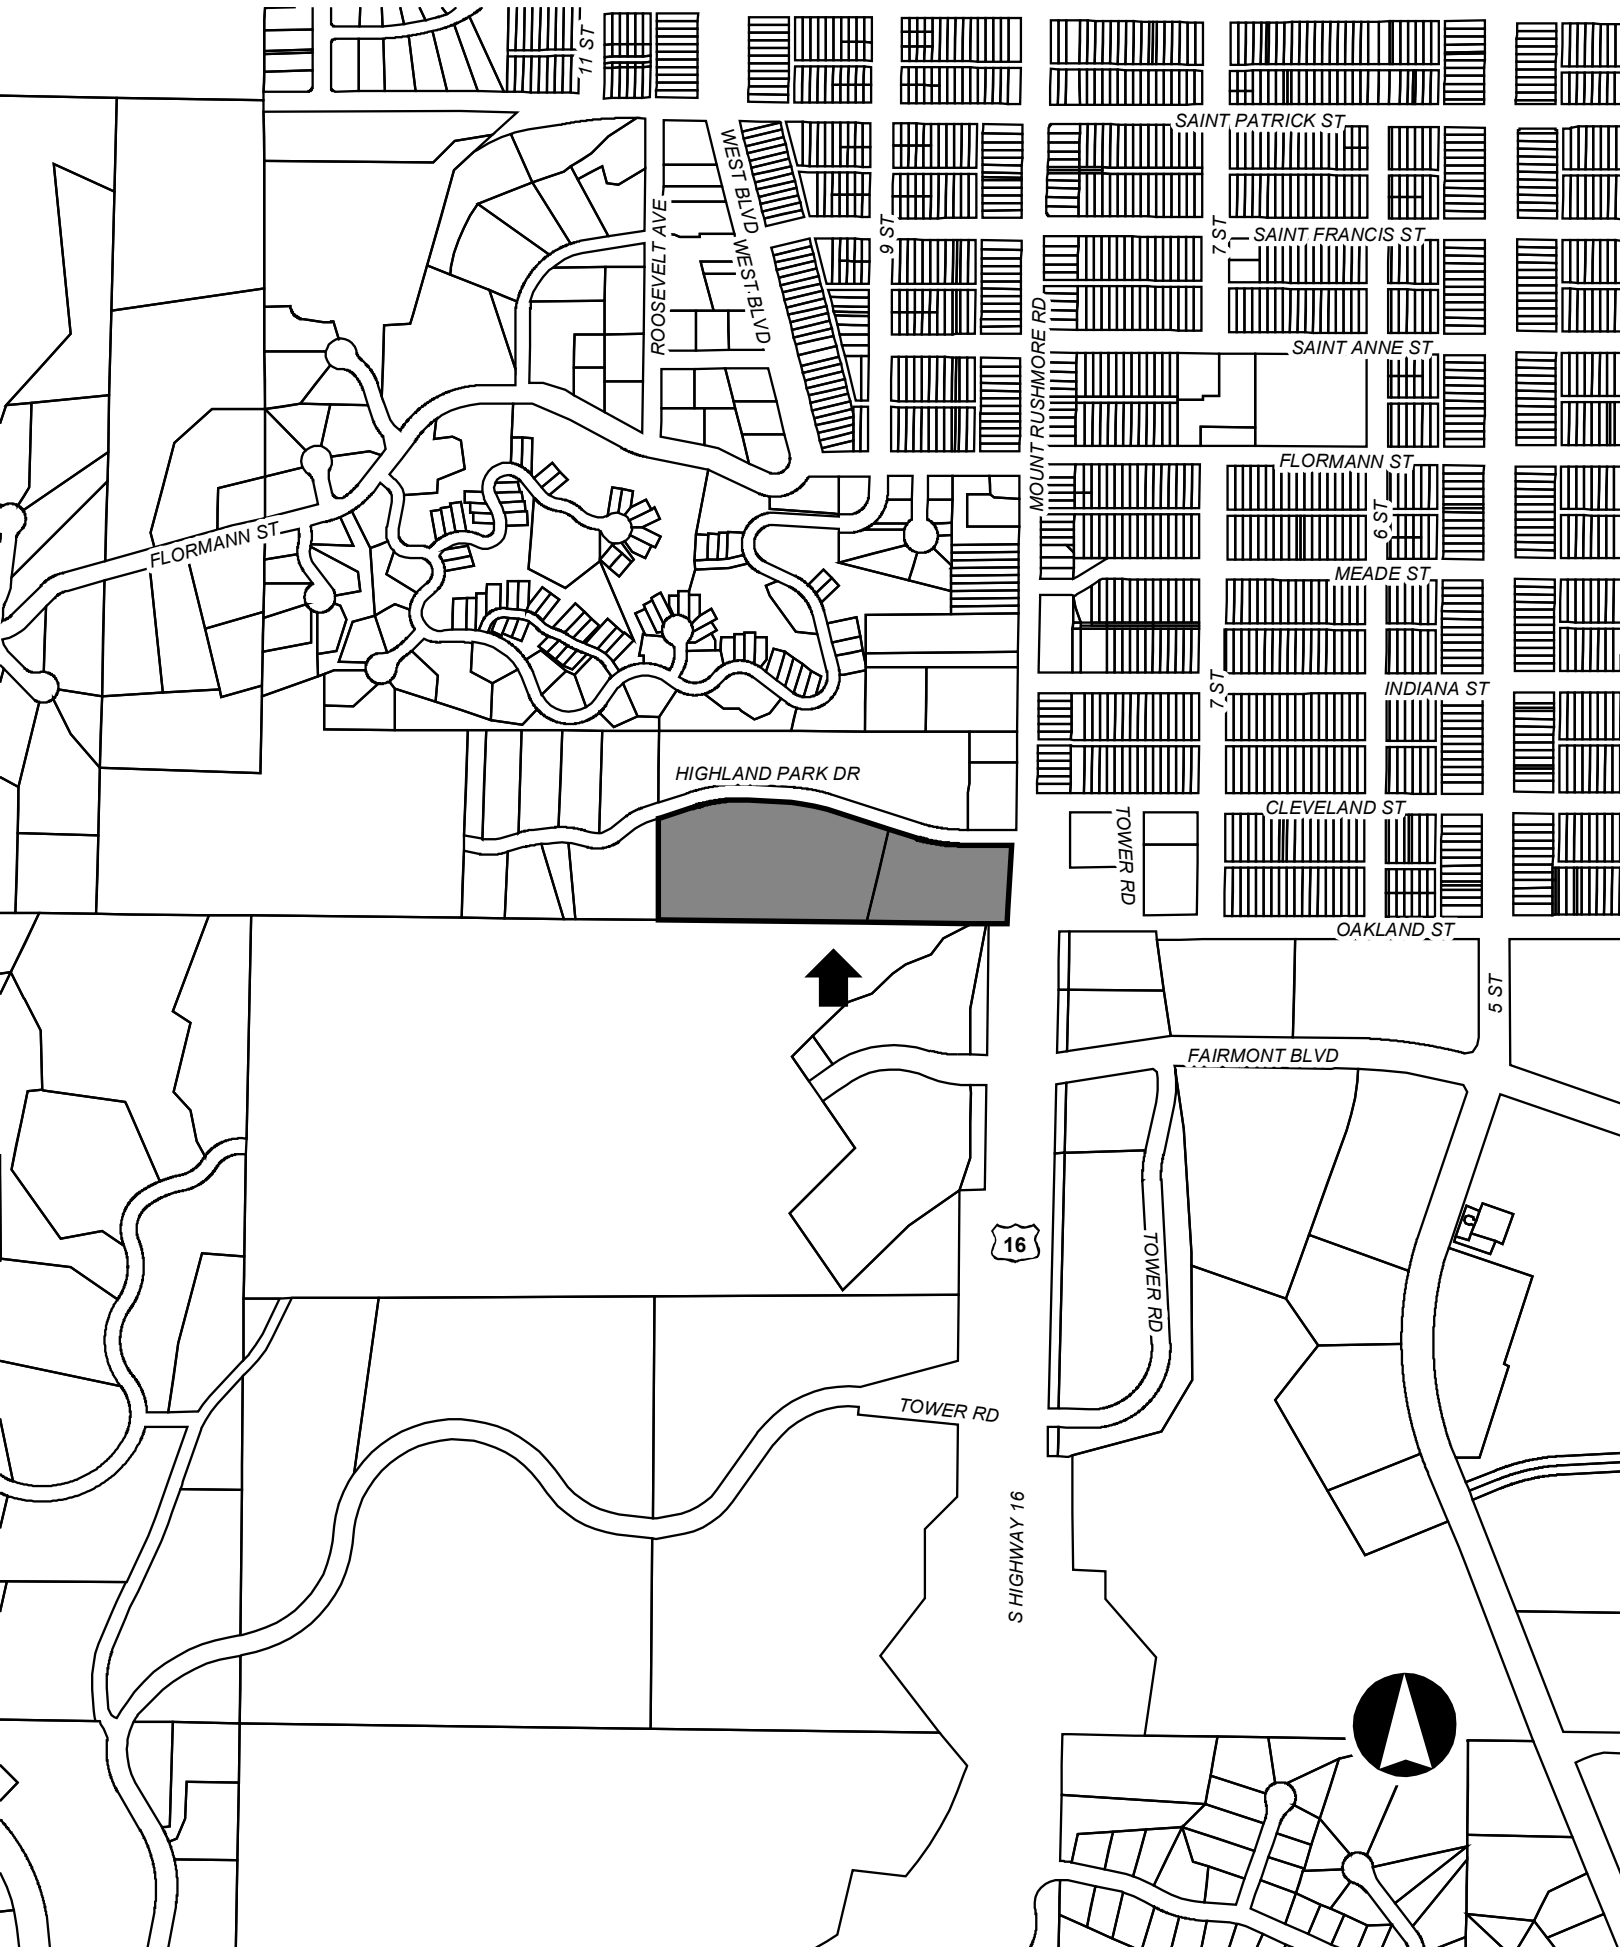 11 ST
SAINT PATRICK ST
WEST BLVD
WEST BLVD
ROOSEVELT AVE
9 ST
7 ST
SAINT FRANCIS ST
MOUNT RUSHMORE RD
SAINT ANNE ST
FLORMANN ST
6 ST
FLORMANN ST
MEADE ST
7 ST
INDIANA ST
HIGHLAND PARK DR
CLEVELAND ST
TOWER RD
OAKLAND ST
5 ST
FAIRMONT BLVD
16
TOWER RD
TOWER RD
S HIGHWAY 16